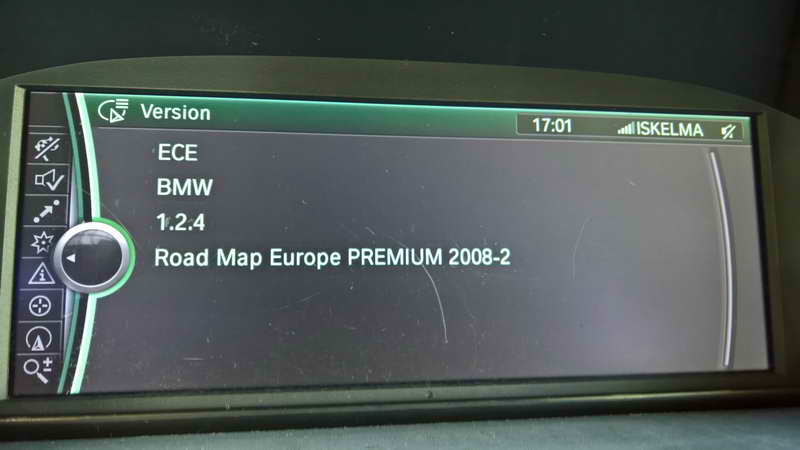 Version
17:01 ISKELMA
ECE
BMW
1.2.4
Road Map Europe PREMIUM 2008-2